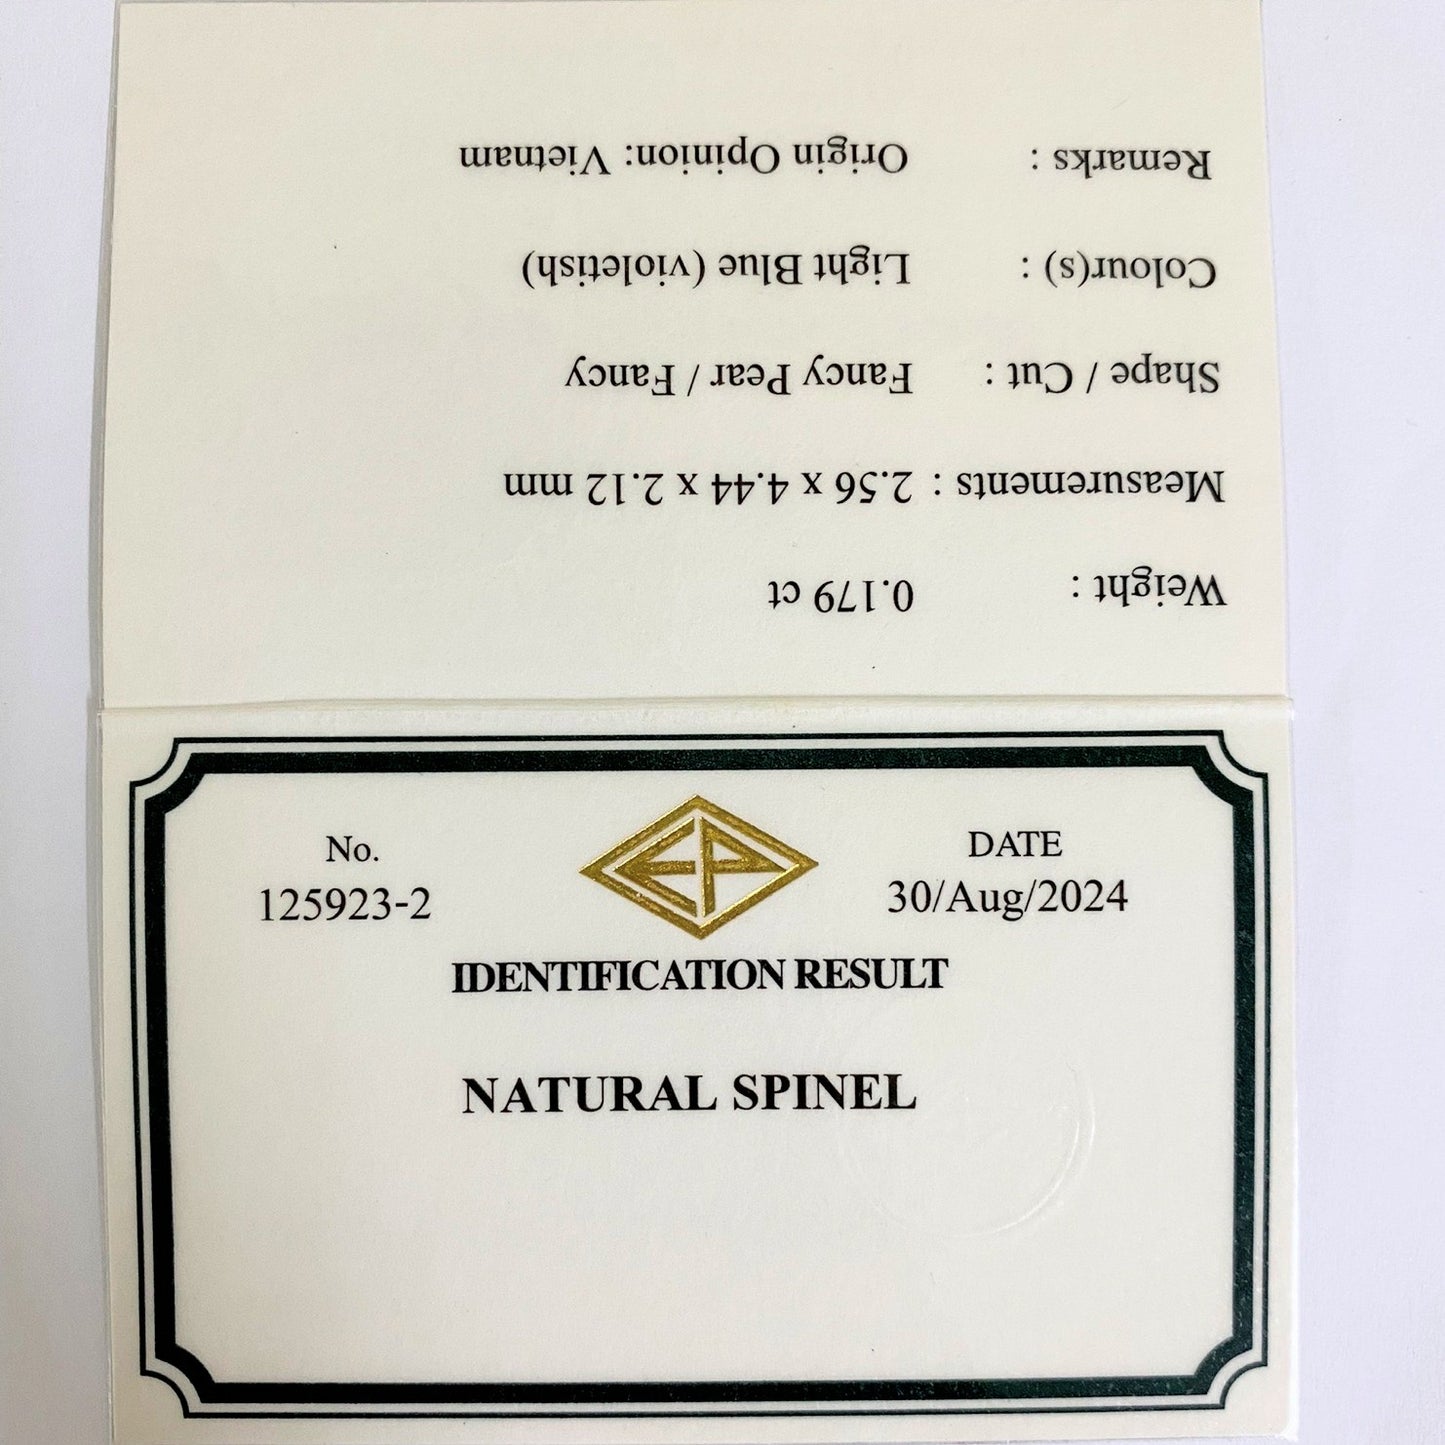 Weight : 0.179 ct
Measurements : 2.56 x 4.44 x 2.12 mm
Shape / Cut : Fancy Pear / Fancy
Colour(s) : Light Blue (violetish)
Remarks : Origin Opinion: Vietnam
No.
125923-2
EP
DATE
30/Aug/2024
IDENTIFICATION RESULT
NATURAL SPINEL